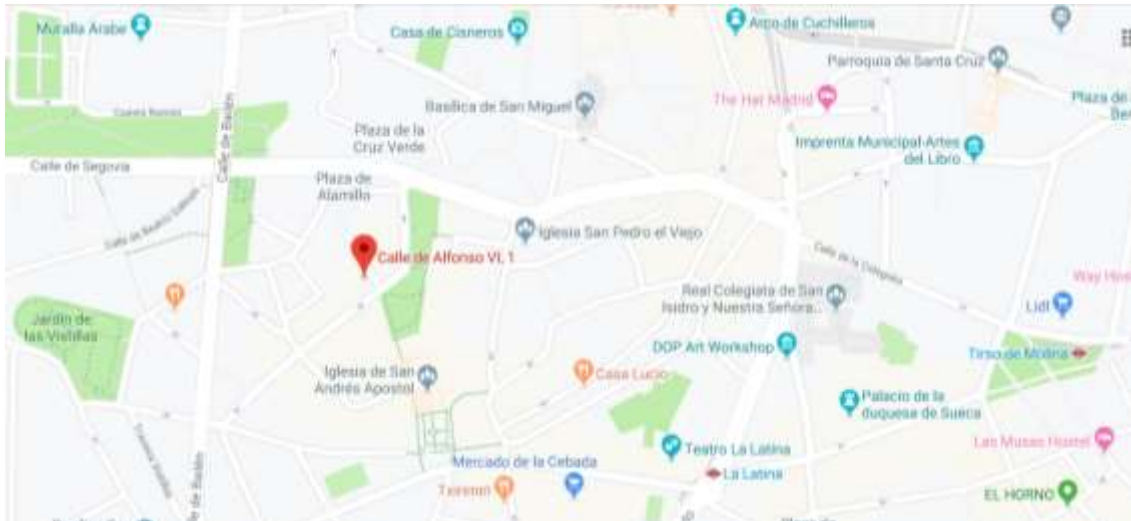 Muralla Árabe
Casa de Cisneros
Arco de Cuchilleros
Parroquia de Santa Cruz
The Hat Madrid
Plaza de
Basílica de San Miguel
Plaza de la
Cruz Verde
Imprenta Municipal-Artes
del Libro
Calle de Segovia
Calle de Bailén
Plaza de
Alamilla
Iglesia San Pedro el Viejo
Calle de Alfonso VI, 1
Calle de la Colegiata
Real Colegiata de San
Isidro y Nuestra Señora...
Way Hos
Lidl
Jardín de
las Vistillas
DOP Art Workshop
Tirso de Molina
Iglesia de San
Andrés Apóstol
Casa Lucio
Palacio de la
duquesa de Sueca
Teatro La Latina
Las Musas Hostel
Mercado de la Cebada
La Latina
EL HORNO